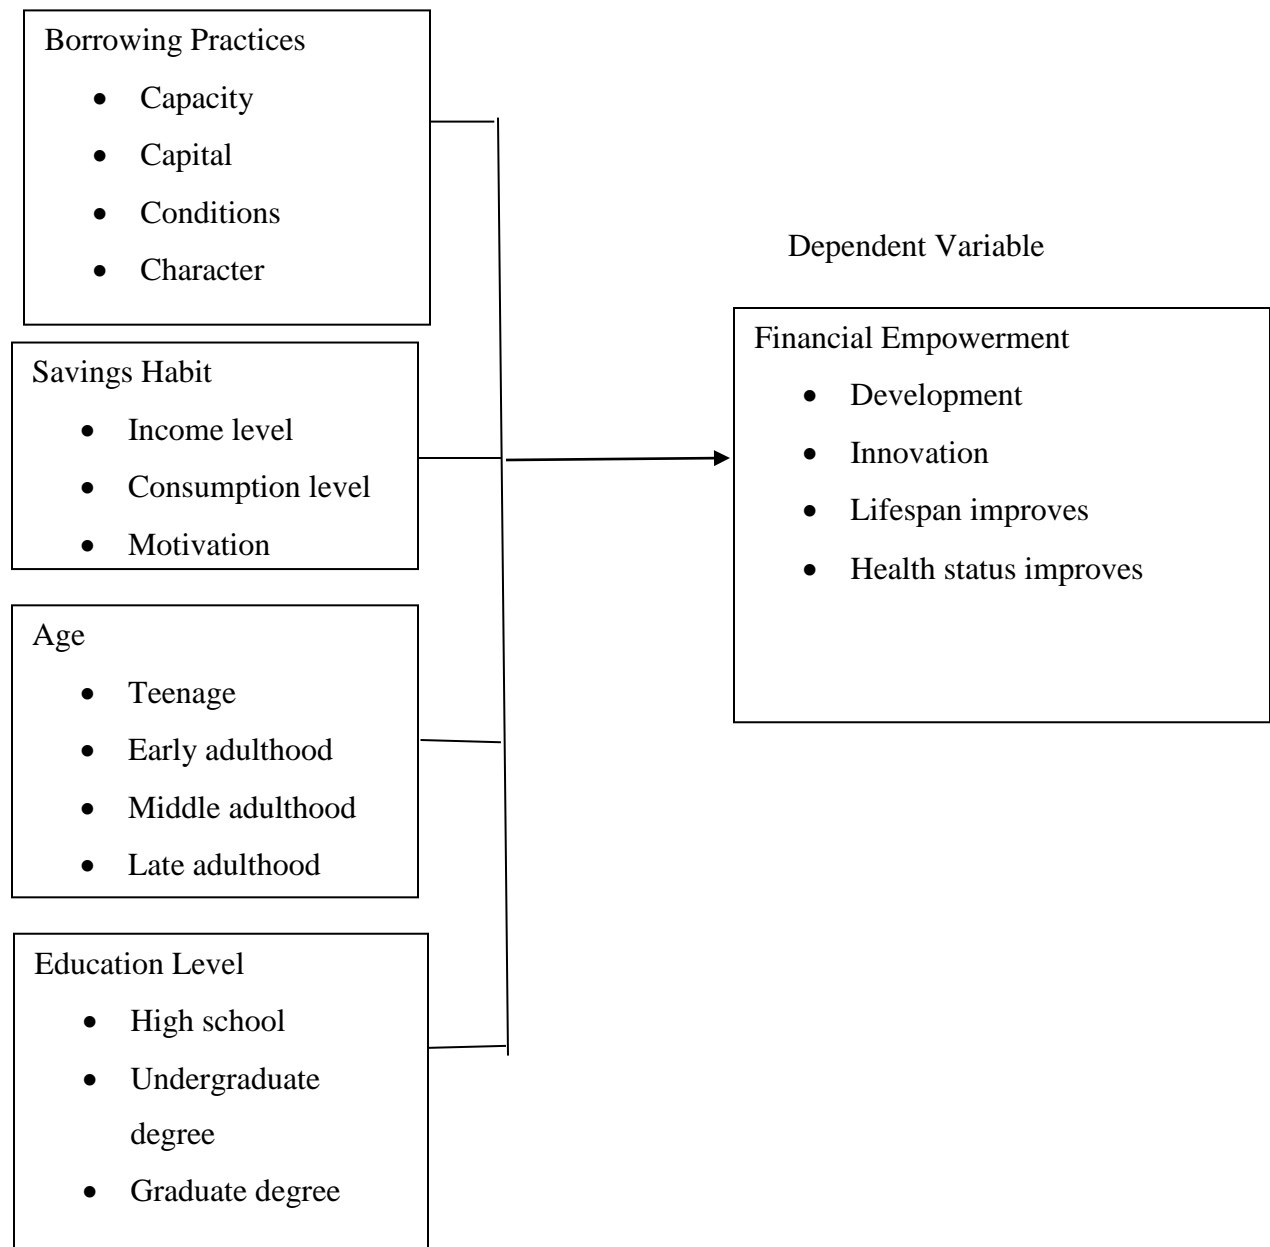 Borrowing Practices
• Capacity
• Capital
• Conditions
• Character
Savings Habit
• Income level
• Consumption level
• Motivation
Age
• Teenage
• Early adulthood
• Middle adulthood
• Late adulthood
Education Level
• High school
• Undergraduate
degree
• Graduate degree
Dependent Variable
Financial Empowerment
• Development
• Innovation
• Lifespan improves
• Health status improves